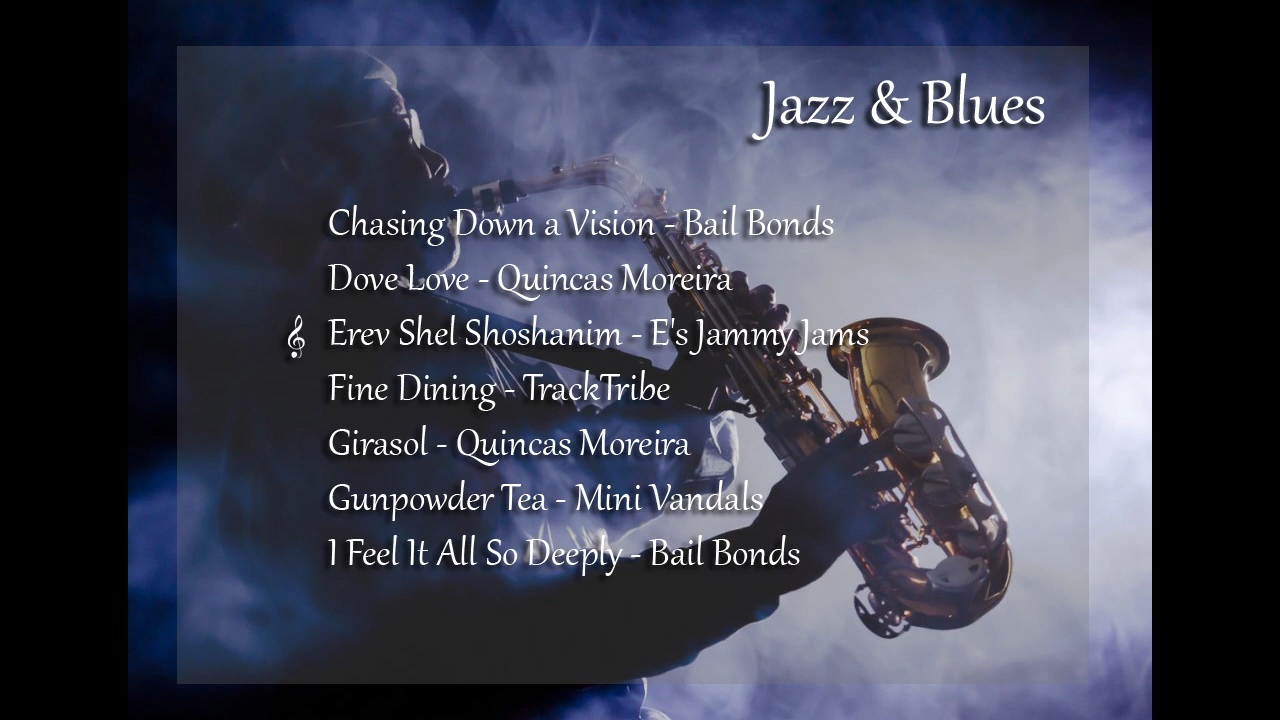 Jazz & Blues
Chasing Down a Vision - Bail Bonds
Dove Love - Quincas Moreira
Erev Shel Shoshanim - E's Jammy Jams
Fine Dining - TrackTribe
Girasol - Quincas Moreira
Gunpowder Tea - Mini Vandals
I Feel It All So Deeply - Bail Bonds